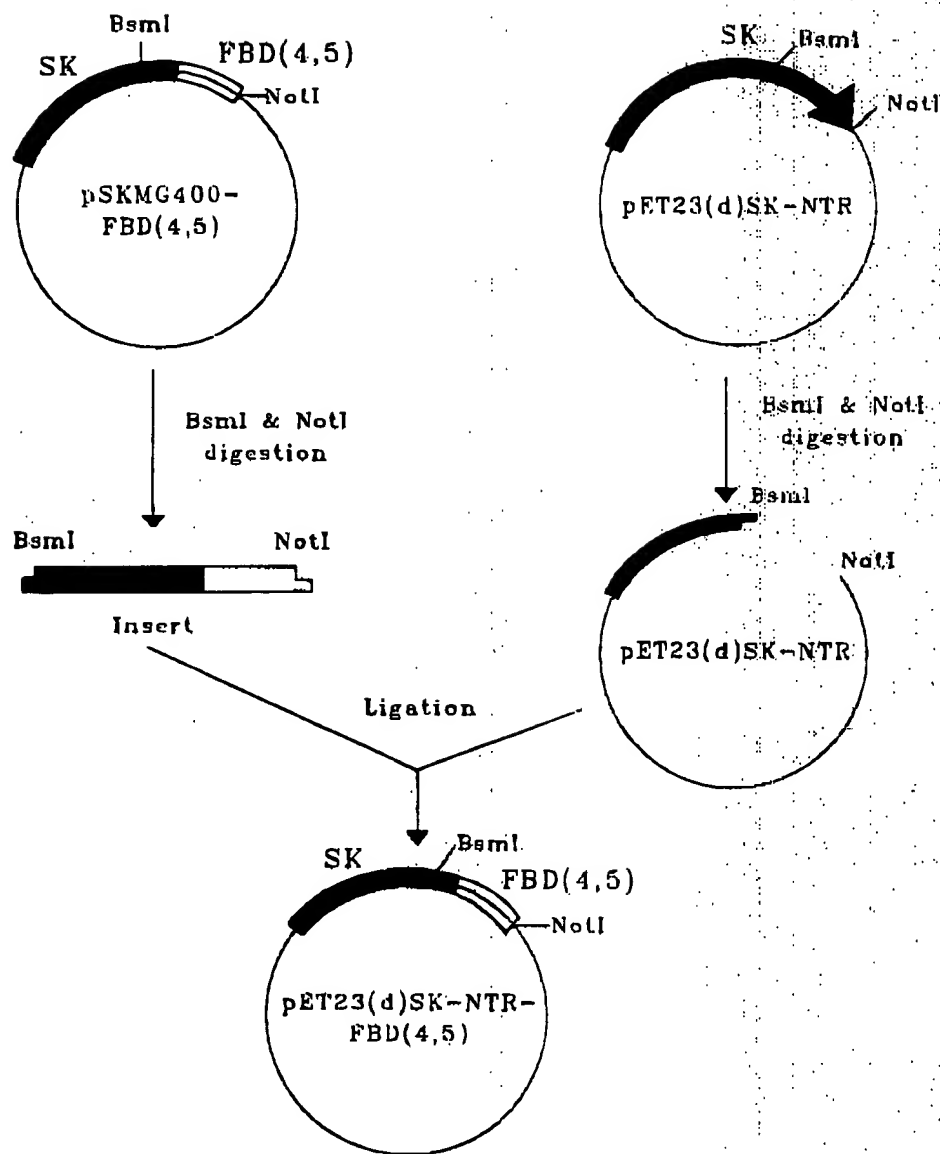 BsmI
SK
FBD(4,5)
NotI
pSKMG400-
FBD(4,5)
SK
BsmI
NotI
pET23(d)SK-NTR
BsmI & NotI
digestion
BsmI & NotI
digestion
BsmI
NotI
Insert
BsmI
NotI
pET23(d)SK-NTR
Ligation
SK
BsmI
FBD(4,5)
NotI
pET23(d)SK-NTR-
FBD(4,5)